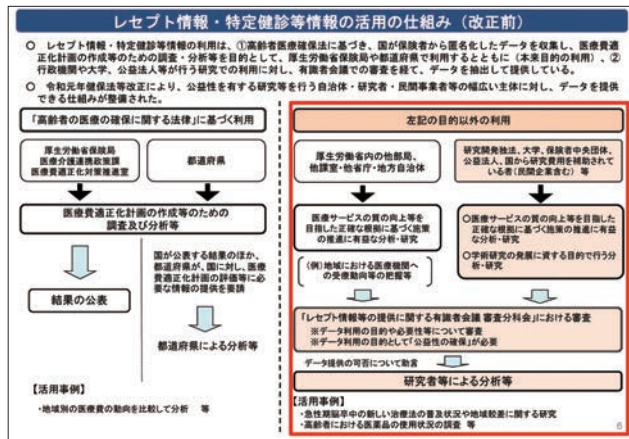 レセプト情報・特定健診等情報の活用の仕組み（改正前）
○ レセプト情報・特定健診等情報の利用は、①高齢者医療確保法に基づき、国が保険者から匿名化したデータを収集し、医療費適
正化計画の作成等のための調査・分析等を目的として、厚生労働省保険局や都道府県で利用するとともに（本来目的の利用）、②
行政機関や大学、公益法人等が行う研究での利用に対し、有識者会議での審査を経て、データを抽出して提供している。
○ 令和元年健保法等改正により、公益性を有する研究等を行う自治体・研究者・民間事業者等の幅広い主体に対し、データを提供
できる仕組みが整備された。
「高齢者の医療の確保に関する法律」に基づく利用
厚生労働省保険局
医療介護連携政策課
医療費適正化対策推進室
都道府県
医療費適正化計画の作成等のための
調査及び分析等
国が公表する結果のほか、
都道府県が、国に対し、医療
費適正化計画の評価等に必
要な情報の提供を要請
結果の公表
都道府県による分析等
【活用事例】
・地域別の医療費の動向を比較して分析 等
左記の目的以外の利用
厚生労働省内の他部局、
他課室・他省庁・地方自治体
研究開発独法、大学、保険者中央団体、
公益法人、国から研究費用を補助されて
いる者（民間企業含む） 等
医療サービスの質の向上等を
目指した正確な根拠に基づく施策
の推進に有益な分析・研究
（例）地域における医療機関へ
の受療動向等の把握等
○医療サービスの質の向上等を目指し
た正確な根拠に基づく施策の推進に有益
な分析・研究
○学術研究の発展に資する目的で行う分
析・研究
「レセプト情報等の提供に関する有識者会議 審査分科会」における審査
※データ利用の目的や必要性等について審査
※データ利用の目的として「公益性の確保」が必要
データ提供の可否について助言
研究者等による分析等
【活用事例】
・急性期脳卒中の新しい治療法の普及状況や地域較差に関する研究
・高齢者における医薬品の使用状況の調査 等
6